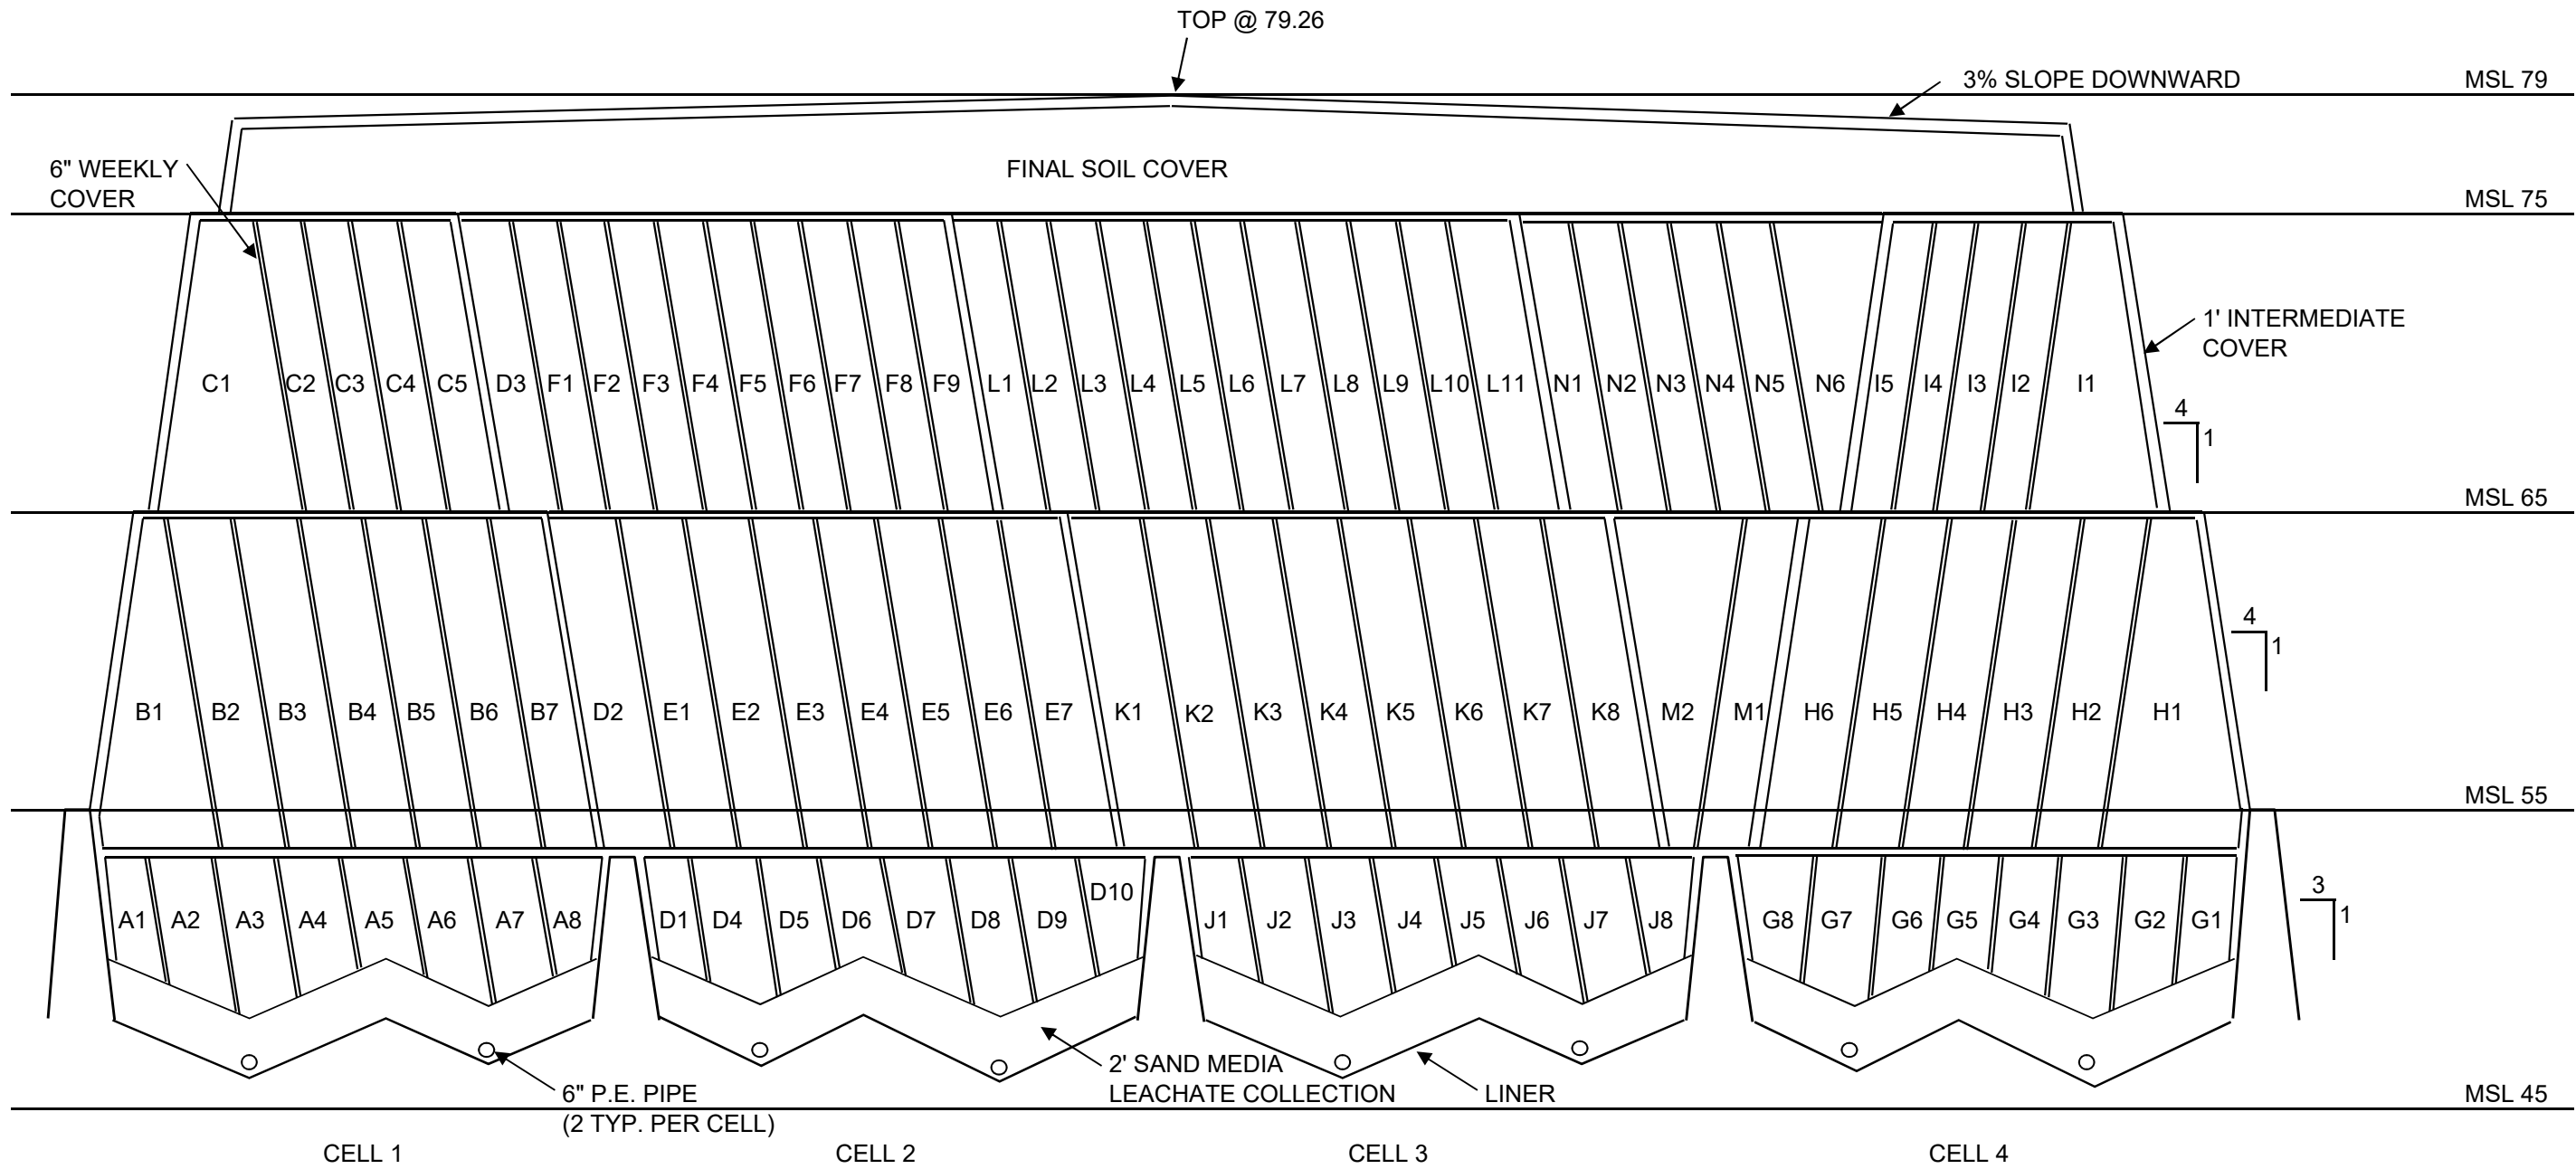 TOP @ 79.26
3% SLOPE DOWNWARD
MSL 79
6" WEEKLY
COVER
FINAL SOIL COVER
MSL 75
1' INTERMEDIATE
COVER
C1 C2 C3 C4 C5 D3 F1 F2 F3 F4 F5 F6 F7 F8 F9 L1 L2 L3 L4 L5 L6 L7 L8 L9 L10 L11 N1 N2 N3 N4 N5 N6 I5 I4 I3 I2 I1
4
1
MSL 65
4
1
B1 B2 B3 B4 B5 B6 B7 D2 E1 E2 E3 E4 E5 E6 E7 K1 K2 K3 K4 K5 K6 K7 K8 M2 M1 H6 H5 H4 H3 H2 H1
MSL 55
3
1
A1 A2 A3 A4 A5 A6 A7 A8 D1 D4 D5 D6 D7 D8 D9 D10 J1 J2 J3 J4 J5 J6 J7 J8 G8 G7 G6 G5 G4 G3 G2 G1
6" P.E. PIPE
(2 TYP. PER CELL)
2' SAND MEDIA
LEACHATE COLLECTION
LINER
MSL 45
CELL 1 CELL 2 CELL 3 CELL 4